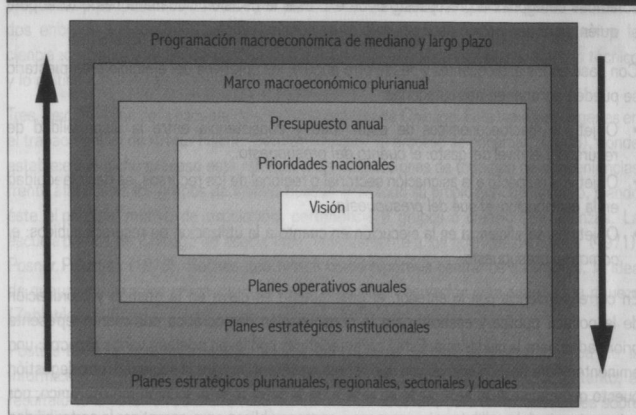 Programación macroeconómica de mediano y largo plazo
Marco macroeconómico plurianual
Presupuesto anual
Prioridades nacionales
Visión
Planes operativos anuales
Planes estratégicos institucionales
Planes estratégicos plurianuales, regionales, sectoriales y locales